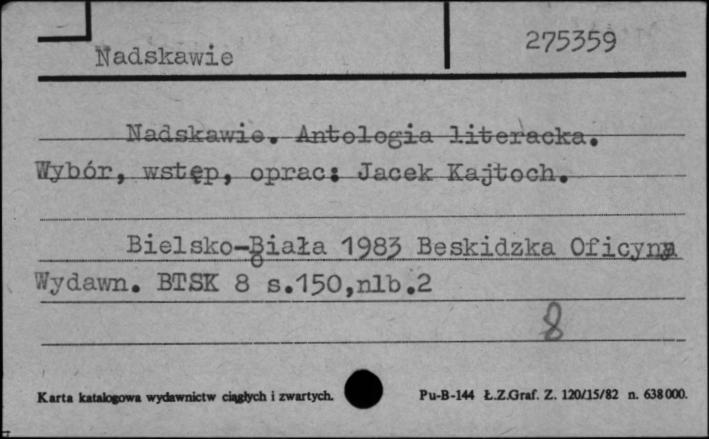 Nadskawie
275359
Nadskawie. Antologia literacka.
Wybór, wstęp, oprac: Jacek Kajtoch.
Bielsko-Biała 1983 Beskidzka Oficyna
Wydawn. BTSK 8° s.150,nlb.2
8
Karta katalogowa wydawnictw ciągłych i zwartych.
Pu-B-144 Ł.Z.Graf. Z. 120/15/82 n. 638000.